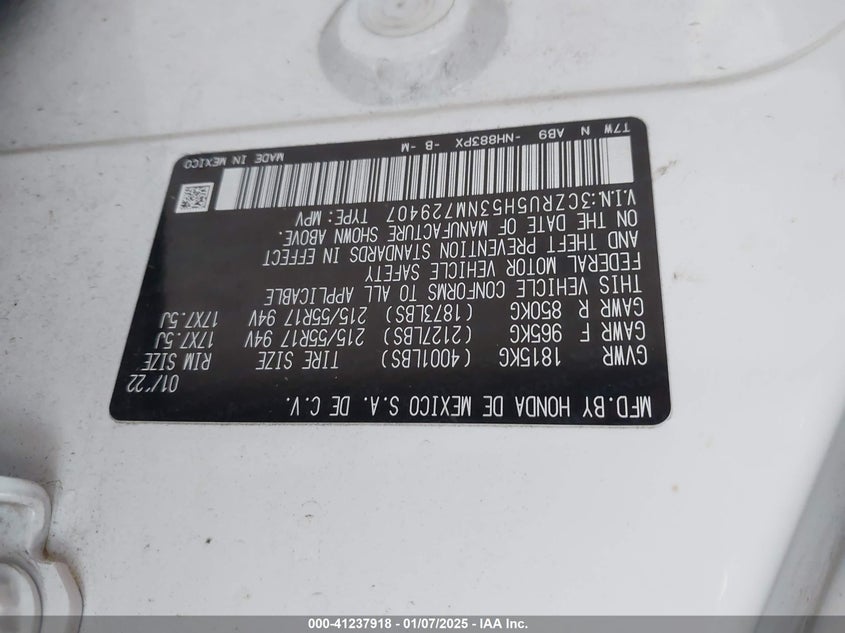 MFD. BY HONDA DE MEXICO S.A. DE C.V. 01/'22
GVWR 1815KG (4001LBS) TIRE SIZE RIM SIZE
GAWR F 965KG (2127LBS) 215/55R17 94V 17X7.5J
GAWR R 850KG (1873LBS) 215/55R17 94V 17X7.5J
THIS VEHICLE CONFORMS TO ALL APPLICABLE
FEDERAL MOTOR VEHICLE SAFETY
AND THEFT PREVENTION STANDARDS IN EFFECT
ON THE DATE OF MANUFACTURE SHOWN ABOVE.
V.I.N:3CZRU5H53NM729407 TYPE: MPV
T7W N AB9 -NH883PX -B -M MADE IN MEXICO
000-41237918 - 01/07/2025 - IAA Inc.